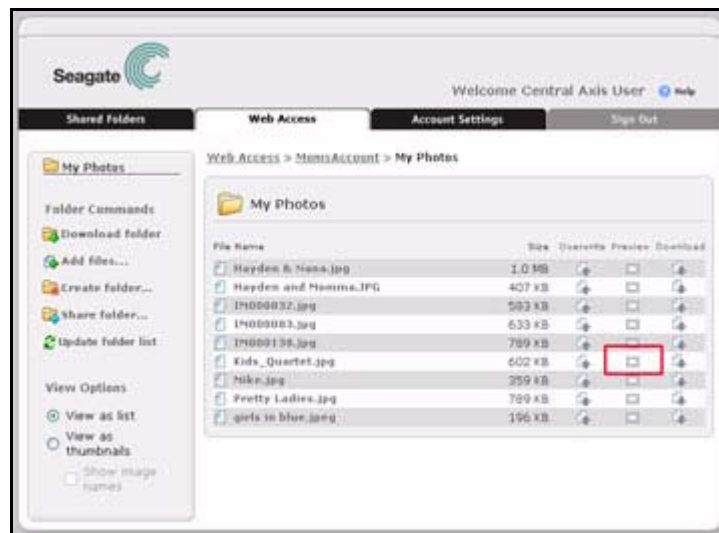 Seagate
Welcome Central Axis User Help
Shared Folders Web Access Account Settings Sign Out
My Photos
Web Access > MomsAccount > My Photos
Folder Commands
Download folder
Add files...
Create folder...
Share folder...
Update folder list
View Options
View as list
View as
thumbnails
Show image
names
My Photos
File Name Size Overwrite Preview Download
Hayden & Nana.jpg 1.0 MB
Hayden and Momma.JPG 407 KB
IM000032.jpg 593 KB
IM000083.jpg 633 KB
IM000138.jpg 789 KB
Kids_Quartet.jpg 602 KB
Nike.jpg 359 KB
Pretty Ladies.jpg 789 KB
girls in blue.jpeg 196 KB